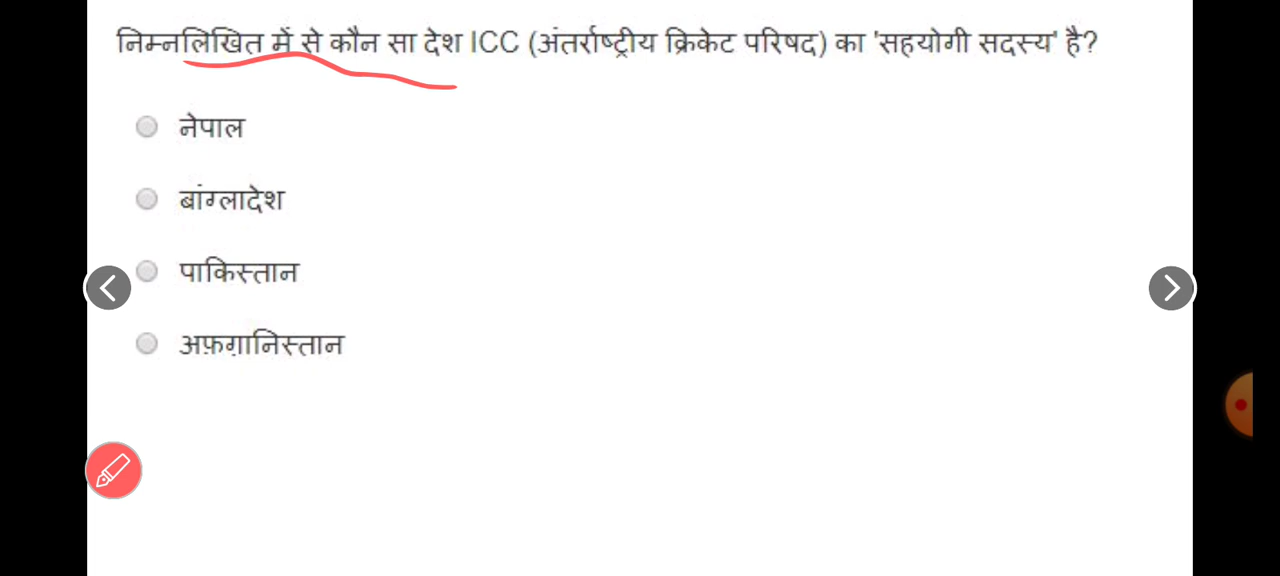 निम्नलिखित में से कौन सा देश ICC (अंतर्राष्ट्रीय क्रिकेट परिषद) का 'सहयोगी सदस्य' है?
नेपाल
बांग्लादेश
पाकिस्तान
अफ़ग़ानिस्तान